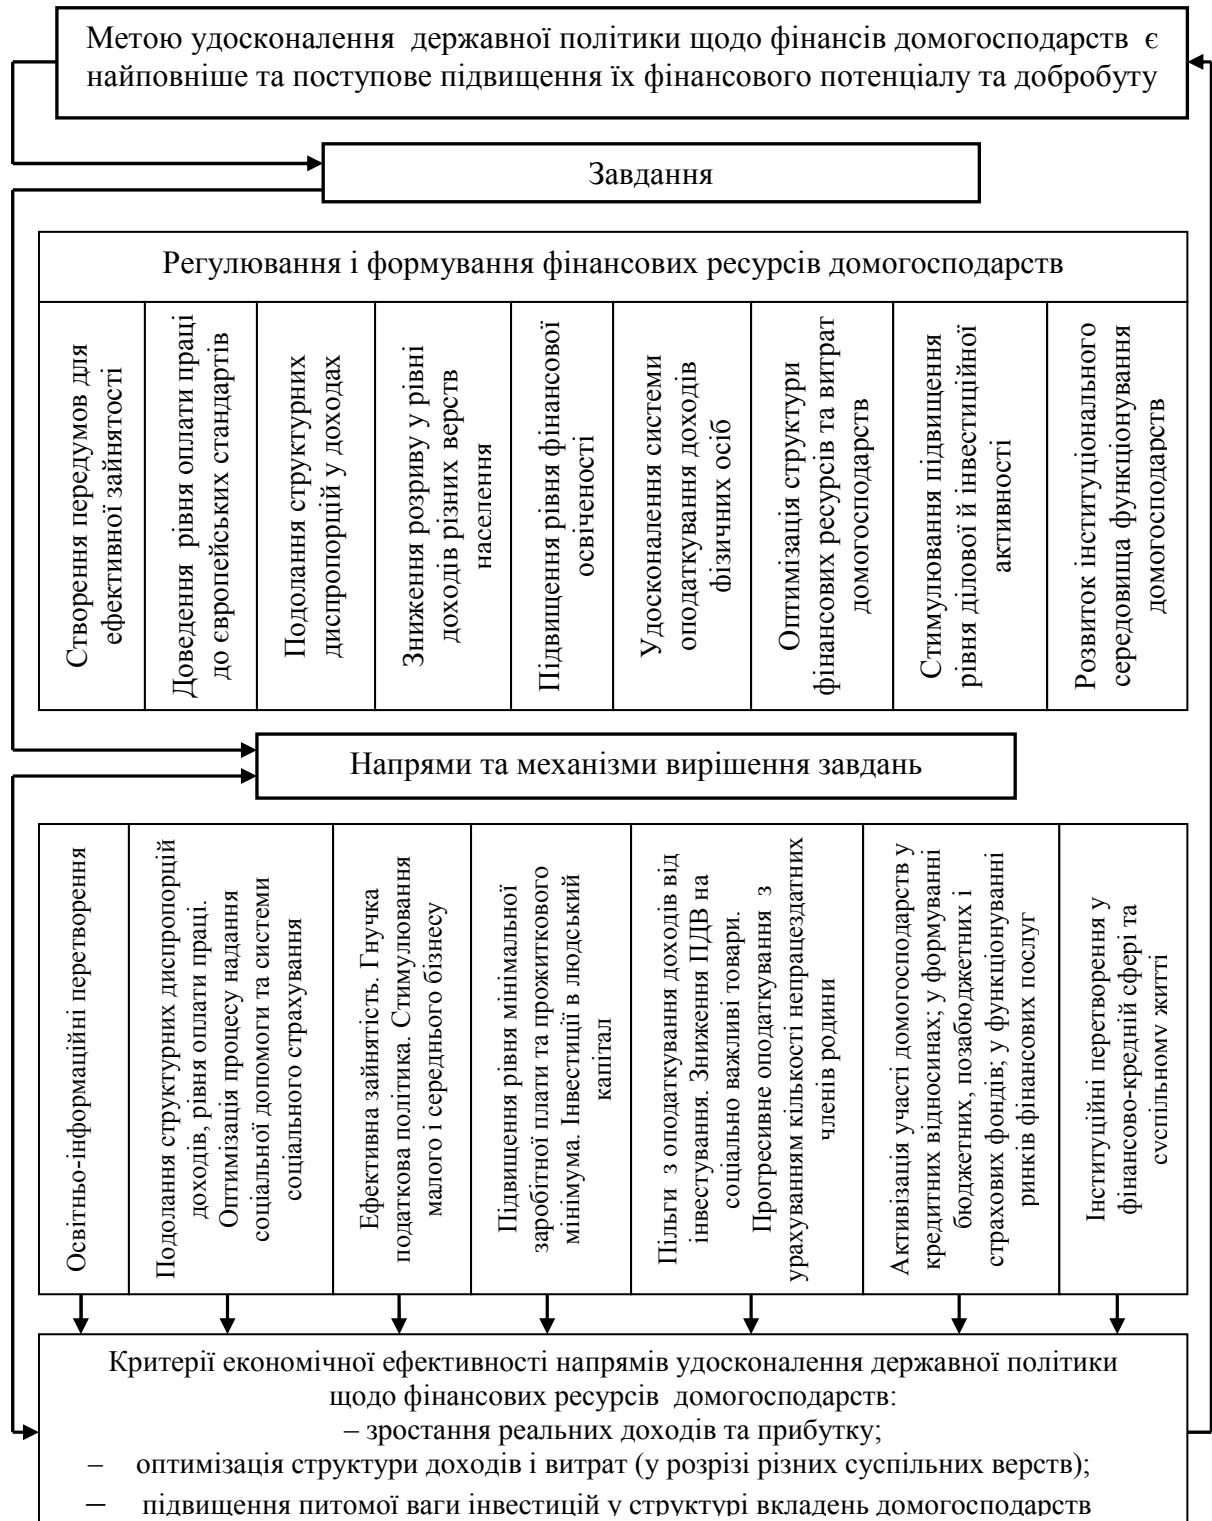 Метою удосконалення державної політики щодо фінансів домогосподарств є
найповніше та поступове підвищення їх фінансового потенціалу та добробуту
Завдання
Регулювання і формування фінансових ресурсів домогосподарств
Створення передумов для
ефективної зайнятості
Доведення рівня оплати праці
до європейських стандартів
Подолання структурних
диспропорцій у доходах
Зниження розриву у рівні
доходів різних верств
населення
Підвищення рівня фінансової
освіченості
Удосконалення системи
оподаткування доходів
фізичних осіб
Оптимізація структури
фінансових ресурсів та витрат
домогосподарств
Стимулювання підвищення
рівня ділової й інвестиційної
активності
Розвиток інституціонального
середовища функціонування
домогосподарств
Напрями та механізми вирішення завдань
Освітньо-інформаційні перетворення
Подолання структурних диспропорцій
доходів, рівня оплати праці.
Оптимізація процесу надання
соціальної допомоги та системи
соціального страхування
Ефективна зайнятість. Гнучка
податкова політика. Стимулювання
малого і середнього бізнесу
Підвищення рівня мінімальної
заробітної плати та прожиткового
мінімума. Інвестиції в людський
капітал
Пільги з оподаткування доходів від
інвестування. Зниження ПДВ на
соціально важливі товари.
Прогресивне оподаткування з
урахуванням кількості непрацездатних
членів родини
Активізація участі домогосподарств у
кредитних відносинах; у формуванні
бюджетних, позабюджетних і
страхових фондів; у функціонуванні
ринків фінансових послуг
Інституційні перетворення у
фінансово-кредній сфері та
суспільному житті
Критерії економічної ефективності напрямів удосконалення державної політики
щодо фінансових ресурсів домогосподарств:
– зростання реальних доходів та прибутку;
– оптимізація структури доходів і витрат (у розрізі різних суспільних верств);
– підвищення питомої ваги інвестицій у структурі вкладень домогосподарств